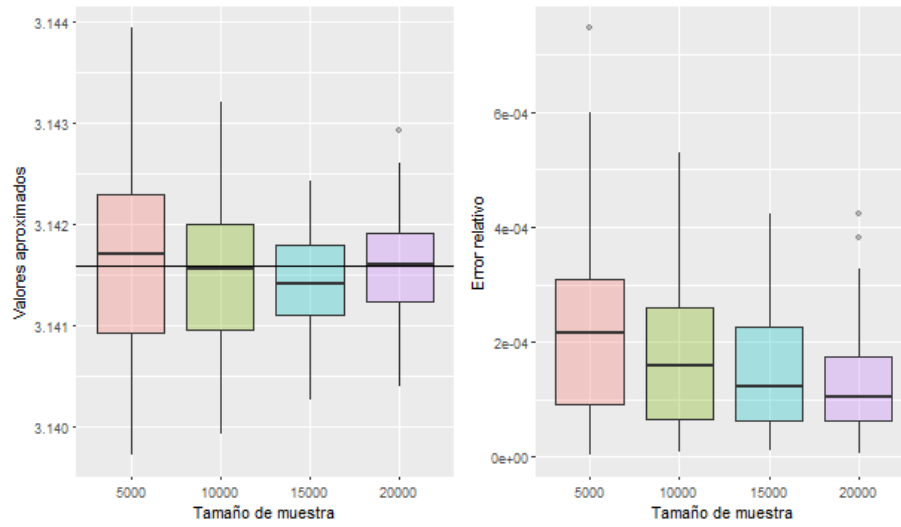 Valores aproximados
3.144
3.143
3.142
3.141
3.140
5000 10000 15000 20000
Tamaño de muestra
Error relativo
6e-04
4e-04
2e-04
0e+00
5000 10000 15000 20000
Tamaño de muestra